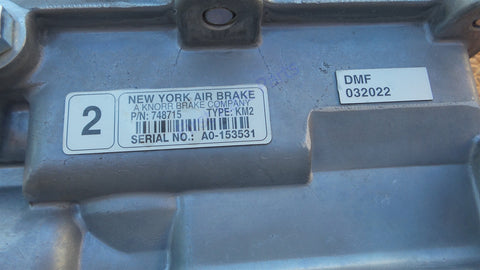 2
NEW YORK AIR BRAKE
A KNORR BRAKE COMPANY
P/N: 748715 TYPE: KM2
SERIAL NO.: A0-153531
DMF
032022